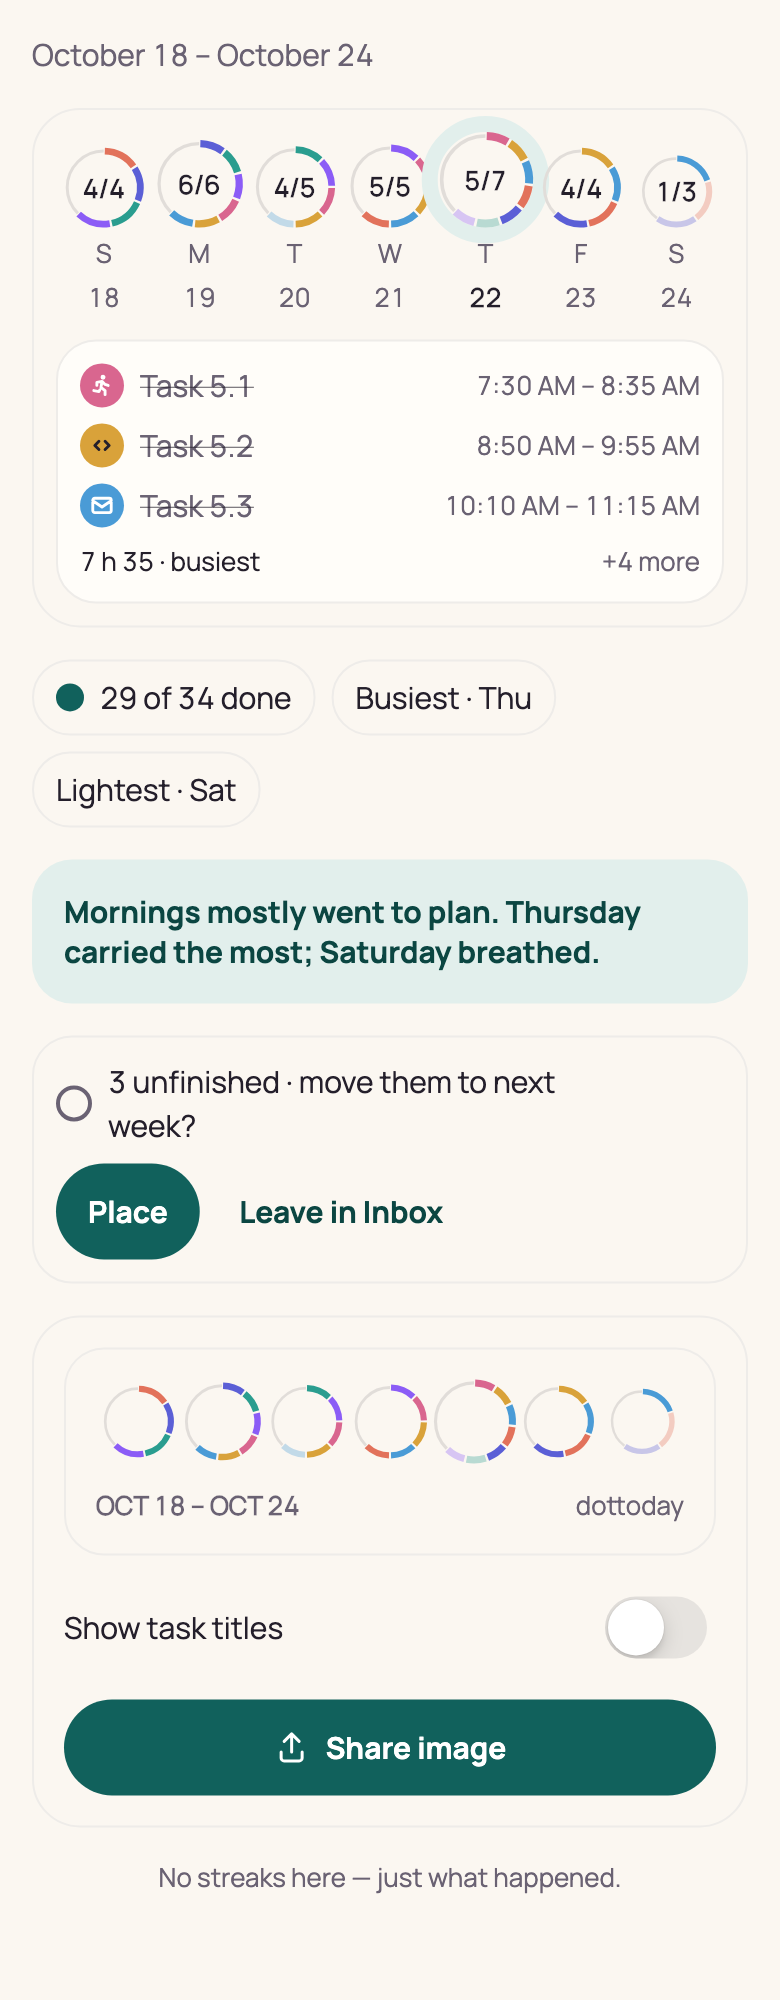 October 18 – October 24
4/4 6/6 4/5 5/5 5/7 4/4 1/3
S M T W T F S
18 19 20 21 22 23 24
Task 5.1 7:30 AM – 8:35 AM
Task 5.2 8:50 AM – 9:55 AM
Task 5.3 10:10 AM – 11:15 AM
7 h 35 · busiest +4 more
29 of 34 done Busiest · Thu
Lightest · Sat
Mornings mostly went to plan. Thursday
carried the most; Saturday breathed.
3 unfinished · move them to next
week?
Place Leave in Inbox
OCT 18 – OCT 24 dottoday
Show task titles
Share image
No streaks here — just what happened.